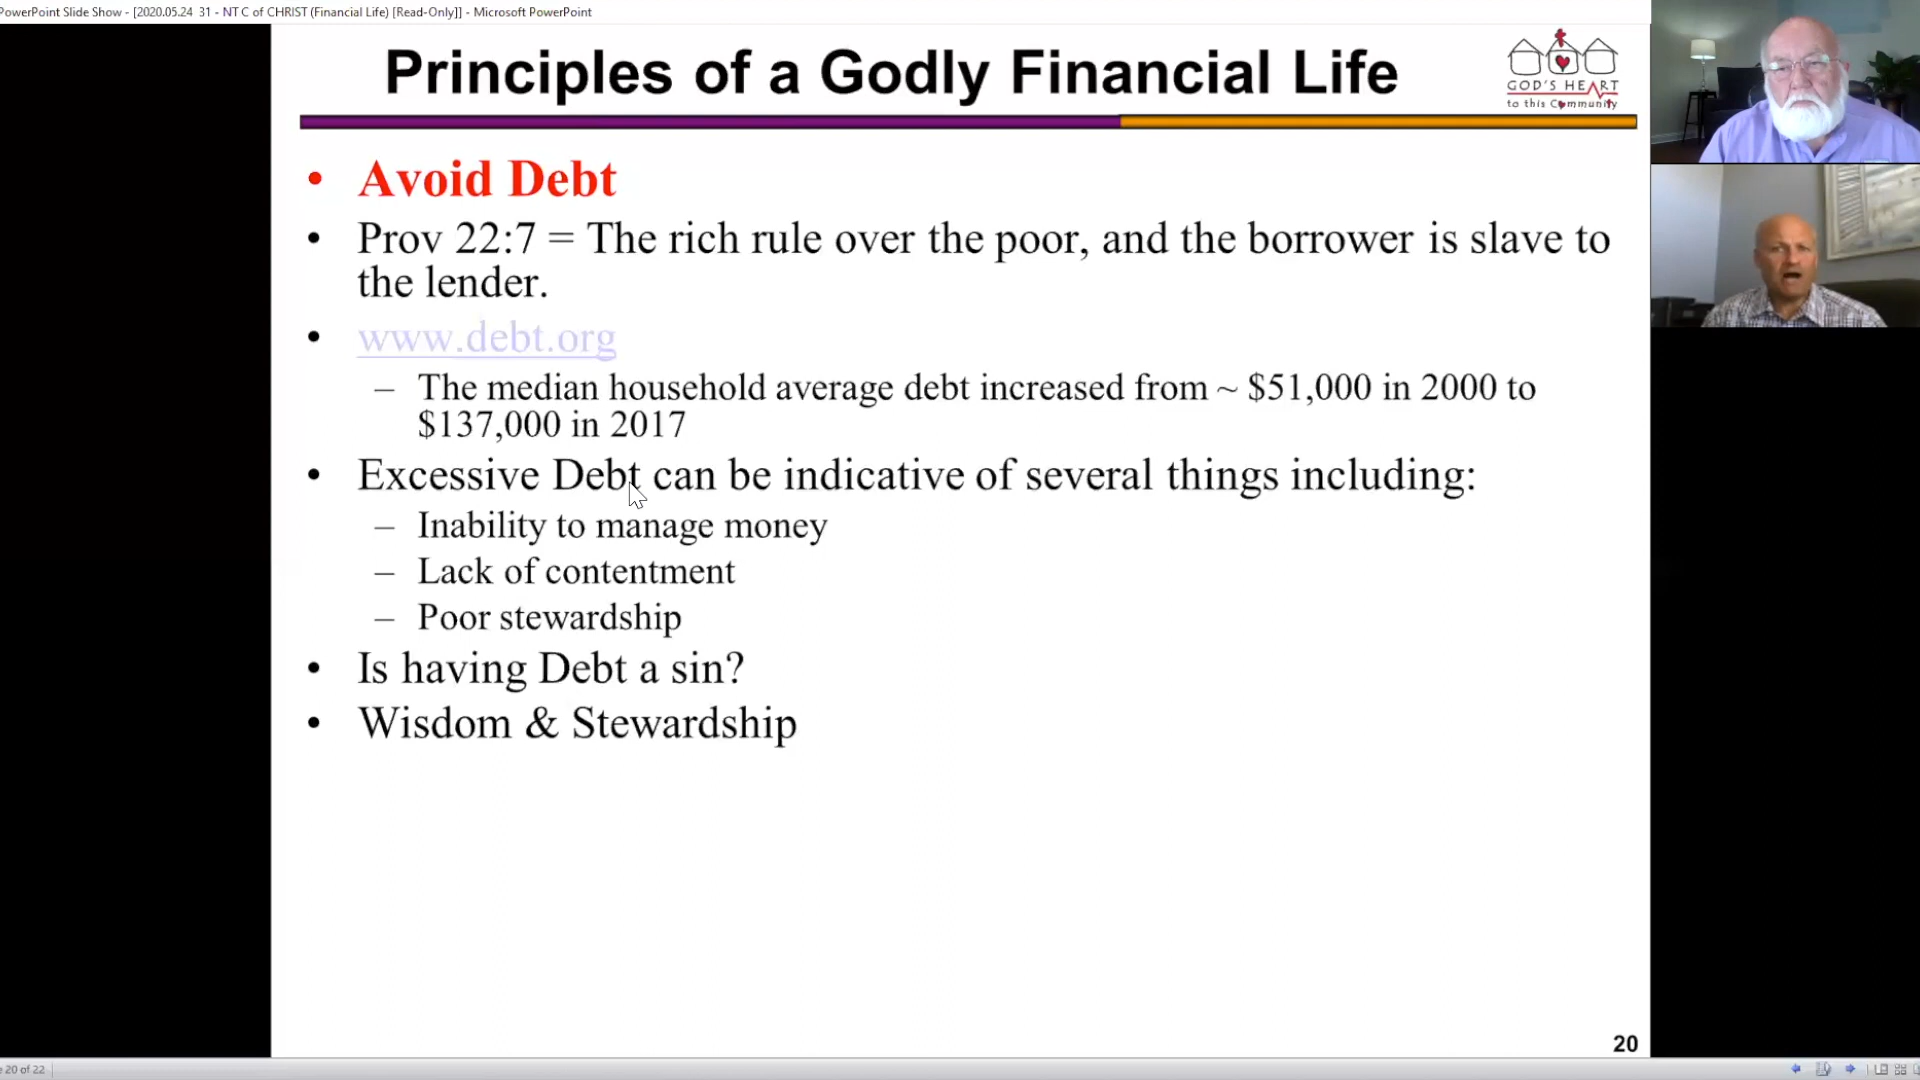 PowerPoint Slide Show - [2020.05.24 31 - NT C of CHRIST (Financial Life) [Read-Only]] - Microsoft PowerPoint
Principles of a Godly Financial Life
GOD'S HEART
to this Community
• Avoid Debt
• Prov 22:7 = The rich rule over the poor, and the borrower is slave to
the lender.
• www.debt.org
– The median household average debt increased from ~ $51,000 in 2000 to
$137,000 in 2017
• Excessive Debt can be indicative of several things including:
– Inability to manage money
– Lack of contentment
– Poor stewardship
• Is having Debt a sin?
• Wisdom & Stewardship
20
20 of 22